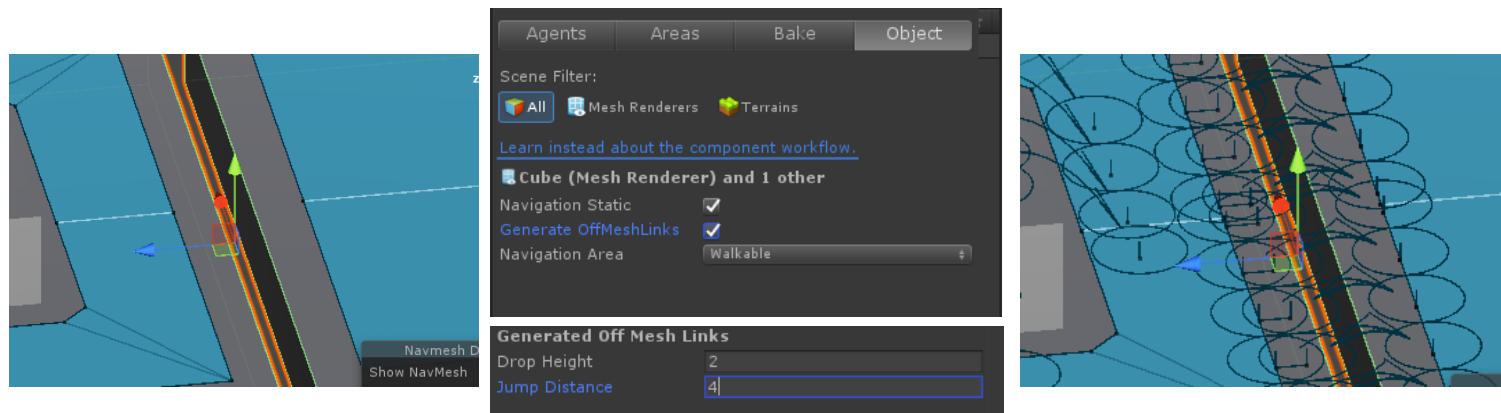 z
Navmesh D
Show NavMesh
Agents Areas Bake Object
Scene Filter:
All Mesh Renderers Terrains
Learn instead about the component workflow.
Cube (Mesh Renderer) and 1 other
Navigation Static
Generate OffMeshLinks
Navigation Area Walkable
Generated Off Mesh Links
Drop Height 2
Jump Distance 4